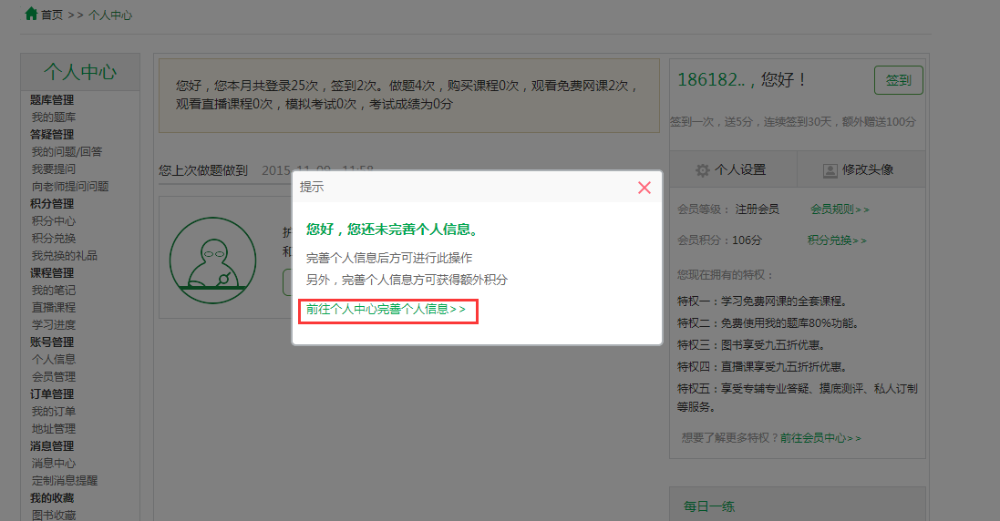 首页 >> 个人中心
个人中心
题库管理
我的题库
答疑管理
我的问题/回答
我要提问
向老师提问问题
积分管理
积分中心
积分兑换
我兑换的礼品
课程管理
我的笔记
直播课程
学习进度
账号管理
个人信息
会员管理
订单管理
我的订单
地址管理
消息管理
消息中心
定制消息提醒
我的收藏
图书收藏
您好，您本月共登录25次，签到2次。做题4次，购买课程0次，观看免费网课2次，
观看直播课程0次，模拟考试0次，考试成绩为0分
您上次做题做到
提示
您好，您还未完善个人信息。
完善个人信息后方可进行此操作
另外，完善个人信息方可获得额外积分
前往个人中心完善个人信息>>
186182..，您好！
签到
签到一次，送5分，连续签到30天，额外赠送100分
个人设置
修改头像
会员等级：注册会员 会员规则>>
会员积分：106分 积分兑换>>
您现在拥有的特权：
特权一：学习免费网课的全套课程。
特权二：免费使用我的题库80%功能。
特权三：图书享受九五折优惠。
特权四：直播课享受九五折折优惠。
特权五：享受专辅专业答疑、摸底测评、私人订制
等服务。
想要了解更多特权？前往会员中心>>
每日一练